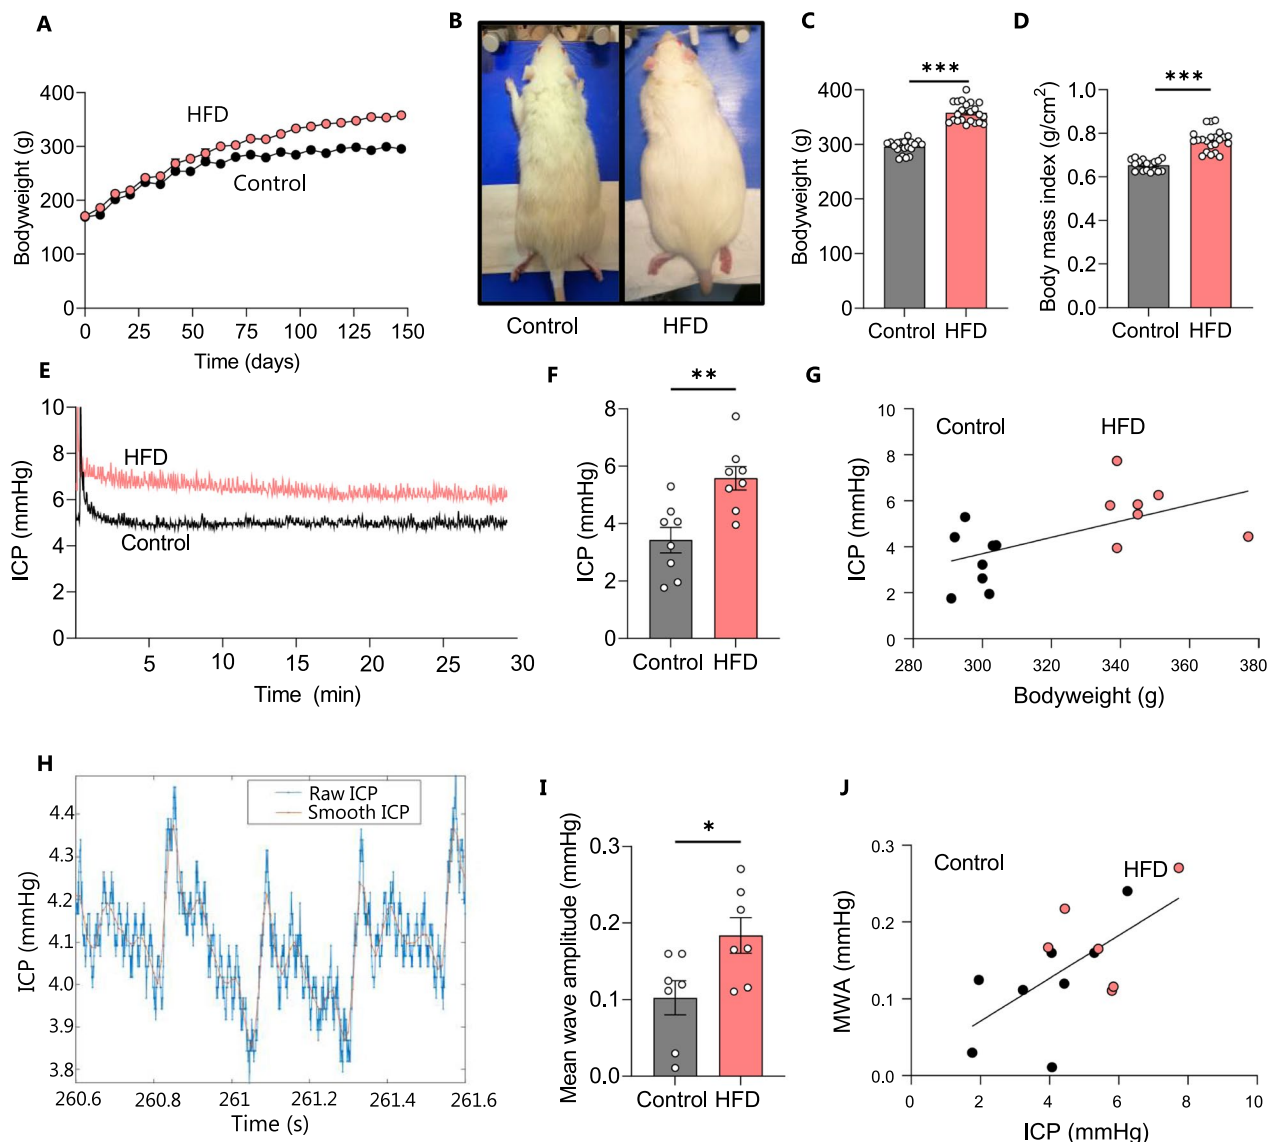 A
Bodyweight (g)
400
300
200
100
0
HFD
Control
0 25 50 75 100 125 150
Time (days)
B
Control HFD
C
***
Bodyweight (g)
400
300
200
100
0
Control HFD
D
***
Body mass index (g/cm2)
1.0
0.8
0.6
0.4
0.2
0.0
Control HFD
E
ICP (mmHg)
10
8
6
4
2
0
HFD
Control
5 10 15 20 25 30
Time (min)
F
**
ICP (mmHg)
8
6
4
2
0
Control HFD
G
ICP (mmHg)
10
8
6
4
2
0
Control HFD
280 300 320 340 360 380
Bodyweight (g)
H
ICP (mmHg)
4.4
4.3
4.2
4.1
4.0
3.9
3.8
Raw ICP
Smooth ICP
260.6 260.8 261 261.2 261.4 261.6
Time (s)
I
*
Mean wave amplitude (mmHg)
0.3
0.2
0.1
0.0
Control HFD
J
MWA (mmHg)
0.3
0.2
0.1
0.0
Control HFD
0 2 4 6 8 10
ICP (mmHg)